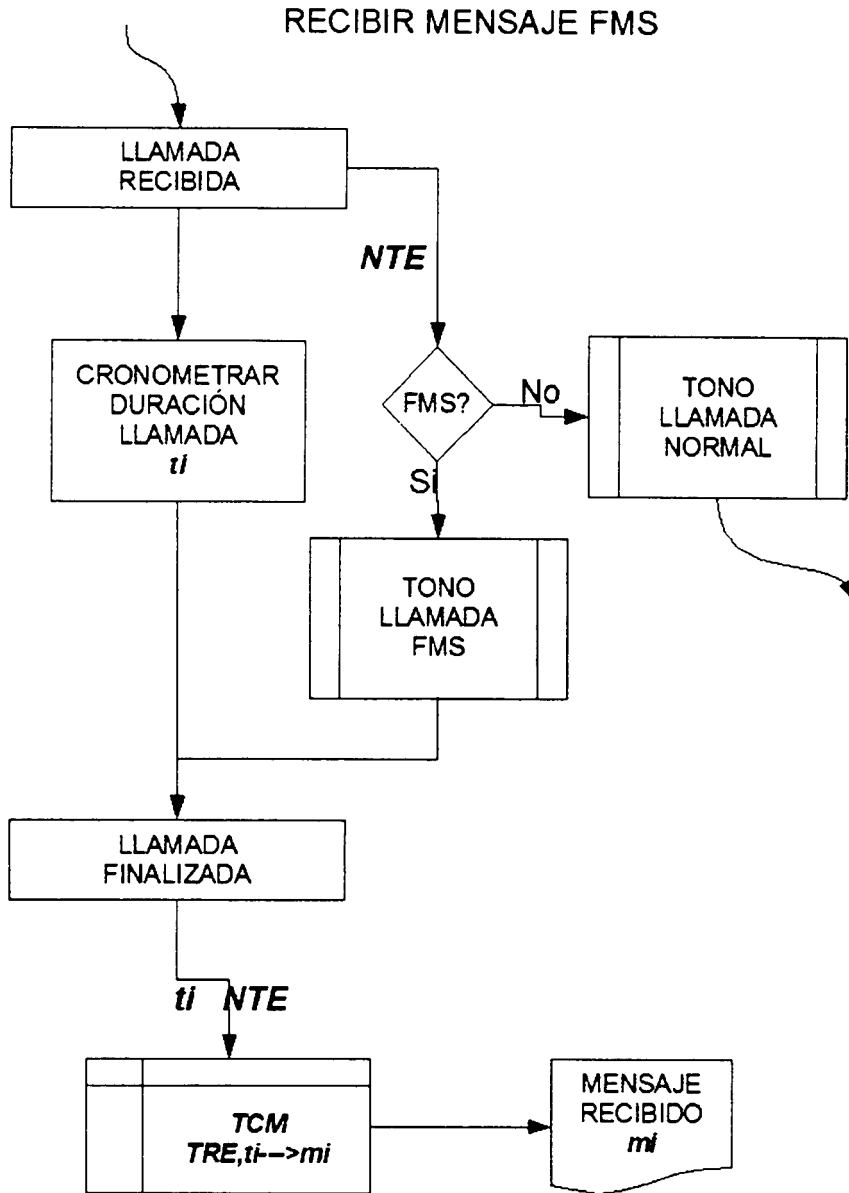 RECIBIR MENSAJE FMS
LLAMADA
RECIBIDA
NTE
CRONOMETRAR
DURACIÓN
LLAMADA
ti
FMS?
No
TONO
LLAMADA
NORMAL
Si
TONO
LLAMADA
FMS
LLAMADA
FINALIZADA
ti NTE
TCM
TRE,ti--->mi
MENSAJE
RECIBIDO
mi